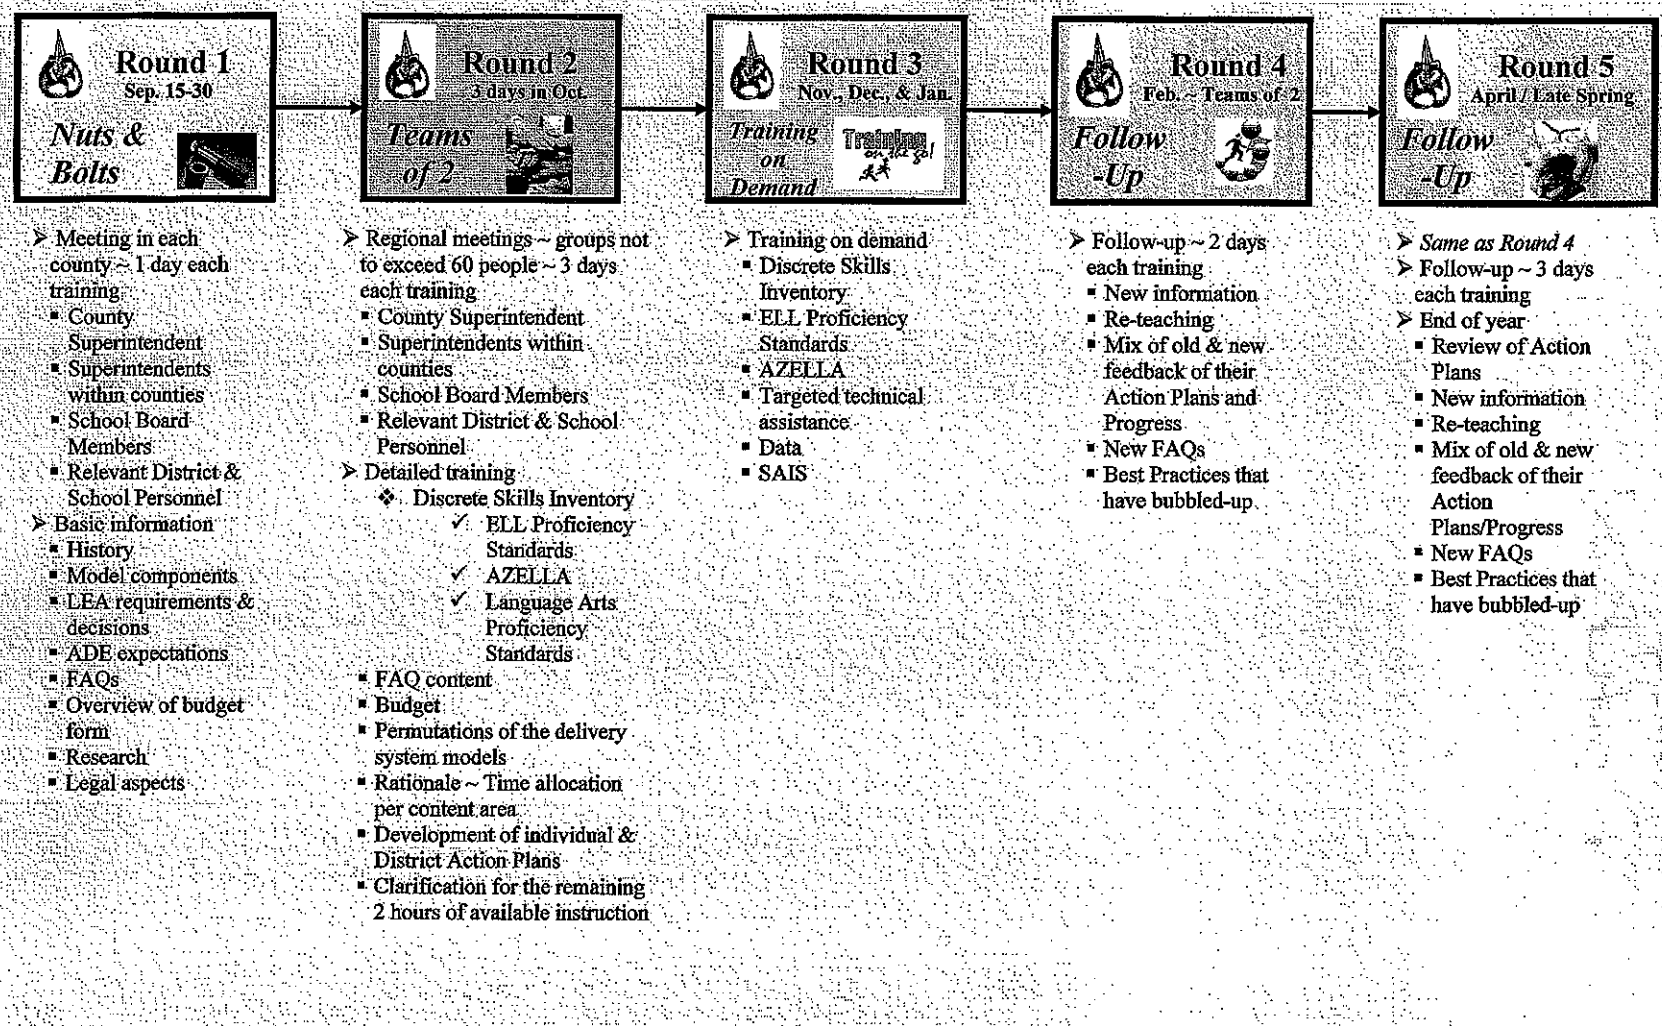 Round 1
Sep. 15-30
Nuts &
Bolts
➢ Meeting in each
county ~ 1 day each
training
▪ County
Superintendent
▪ Superintendents
within counties
▪ School Board
Members
▪ Relevant District &
School Personnel
➢ Basic information
▪ History
▪ Model components
▪ LEA requirements &
decisions
▪ ADE expectations
▪ FAQs
▪ Overview of budget
form
▪ Research
▪ Legal aspects
Round 2
3 days in Oct.
Teams
of 2
➢ Regional meetings ~ groups not
to exceed 60 people ~ 3 days
each training
▪ County Superintendent
▪ Superintendents within
counties
▪ School Board Members
▪ Relevant District & School
Personnel
➢ Detailed training
❖ Discrete Skills Inventory
✓ ELL Proficiency
Standards
✓ AZELLA
✓ Language Arts
Proficiency
Standards
▪ FAQ content
▪ Budget
▪ Permutations of the delivery
system models
▪ Rationale ~ Time allocation
per content area
▪ Development of individual &
District Action Plans
▪ Clarification for the remaining
2 hours of available instruction
Round 3
Nov., Dec., & Jan.
Training
on
Demand
Training
on the go!
➢ Training on demand
▪ Discrete Skills
Inventory
▪ ELL Proficiency
Standards
▪ AZELLA
▪ Targeted technical
assistance
▪ Data
▪ SAIS
Round 4
Feb. ~ Teams of 2
Follow
-Up
➢ Follow-up ~ 2 days
each training
▪ New information
▪ Re-teaching
▪ Mix of old & new
feedback of their
Action Plans and
Progress
▪ New FAQs
▪ Best Practices that
have bubbled-up
Round 5
April / Late Spring
Follow
-Up
➢ Same as Round 4
➢ Follow-up ~ 3 days
each training
➢ End of year
▪ Review of Action
Plans
▪ New information
▪ Re-teaching
▪ Mix of old & new
feedback of their
Action
Plans/Progress
▪ New FAQs
▪ Best Practices that
have bubbled-up